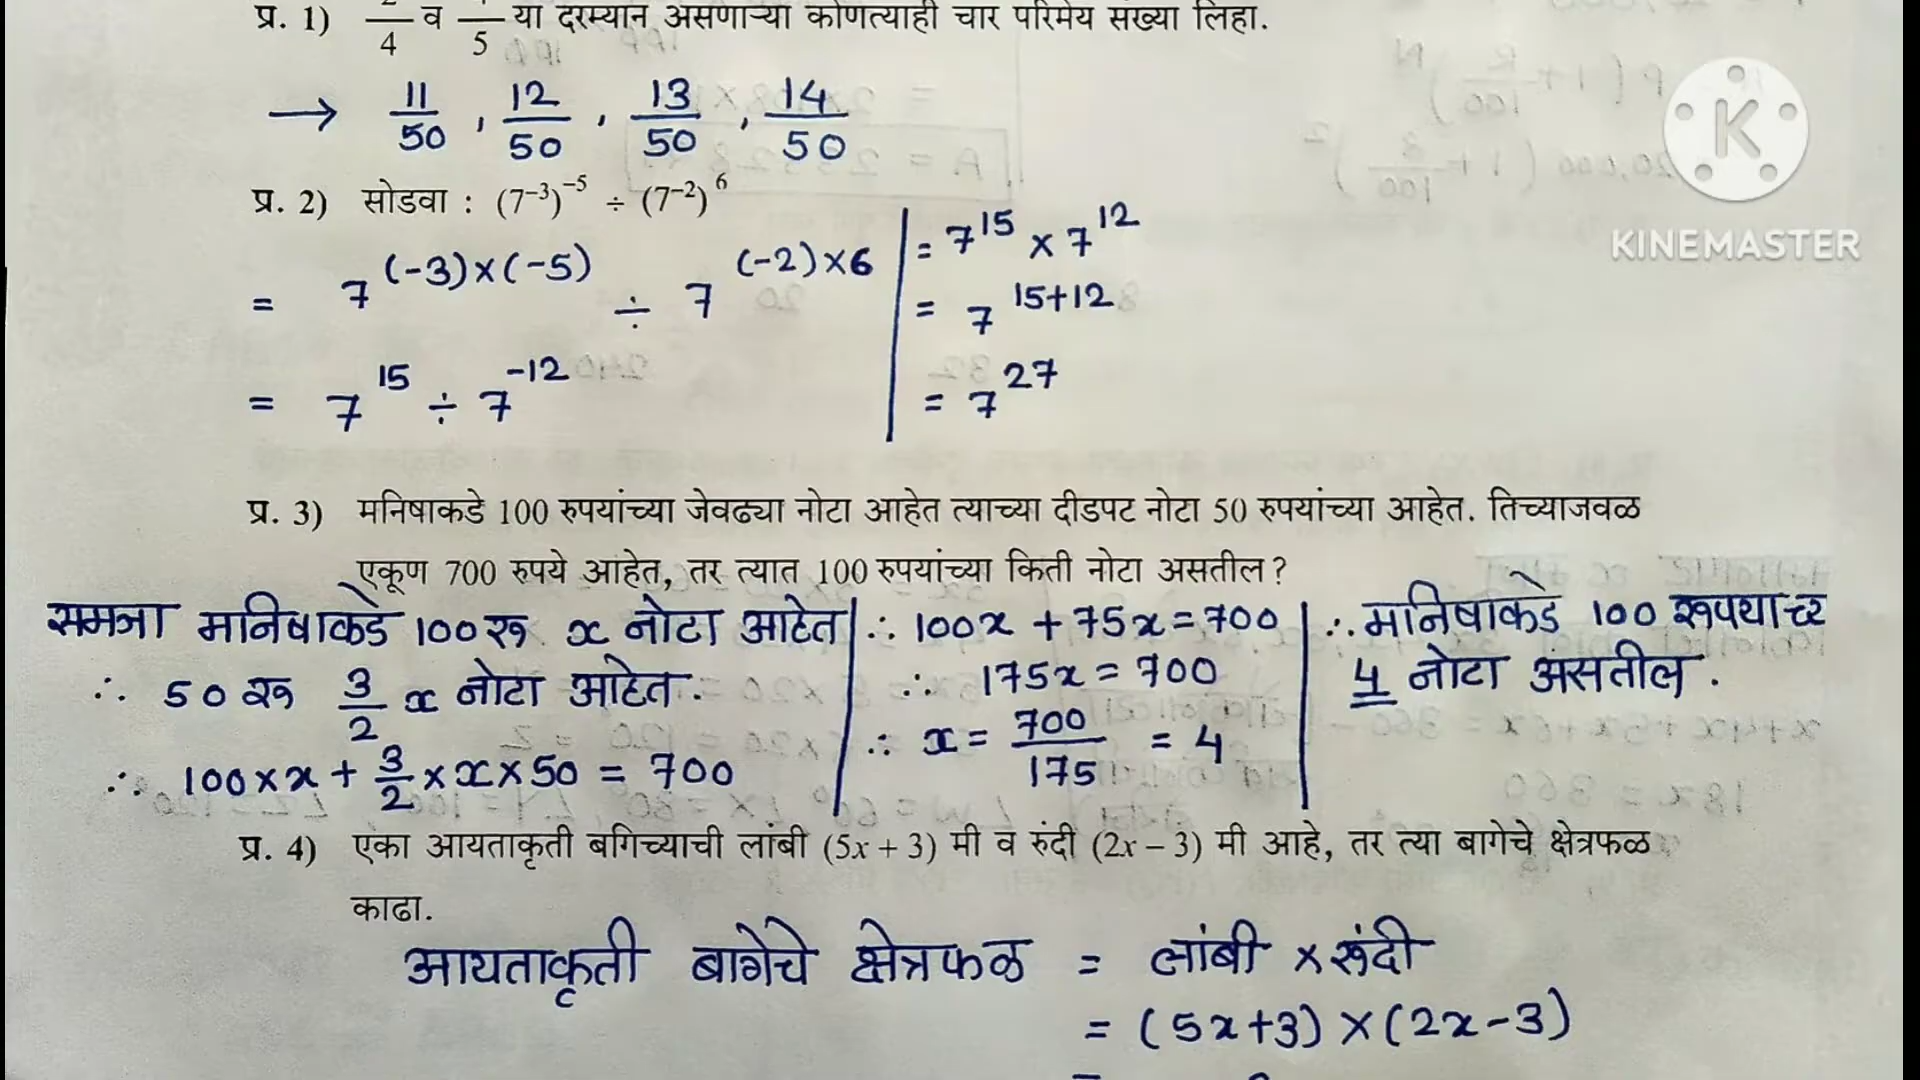 प्र. 1) 4 व 5 या दरम्यान असणाऱ्या कोणत्याही चार परिमेय संख्या लिहा.
→ 11/50 , 12/50 , 13/50 , 14/50
KINEMASTER
प्र. 2) सोडवा : (7⁻³)⁻⁵ ÷ (7⁻²)⁶
= 7^(-3)×(-5) ÷ 7^(-2)×6
= 7^15 ÷ 7^-12
= 7^15 × 7^12
= 7^15+12
= 7^27
प्र. 3) मनिषाकडे 100 रुपयांच्या जेवढ्या नोटा आहेत त्याच्या दीडपट नोटा 50 रुपयांच्या आहेत. तिच्याजवळ
एकूण 700 रुपये आहेत, तर त्यात 100 रुपयांच्या किती नोटा असतील?
समजा मनिषाकडे 100 रू x नोटा आहेत
∴ 50 रू 3/2 x नोटा आहेत.
∴ 100×x + 3/2 × x × 50 = 700
∴ 100x + 75x = 700
∴ 175x = 700
∴ x = 700/175 = 4
∴ मनिषाकडे 100 रूपयाच्य
4 नोटा असतील.
प्र. 4) एका आयताकृती बगिच्याची लांबी (5x + 3) मी व रुंदी (2x – 3) मी आहे, तर त्या बागेचे क्षेत्रफळ
काढा.
आयताकृती बागेचे क्षेत्रफळ = लांबी × रूंदी
= (5x+3) × (2x-3)